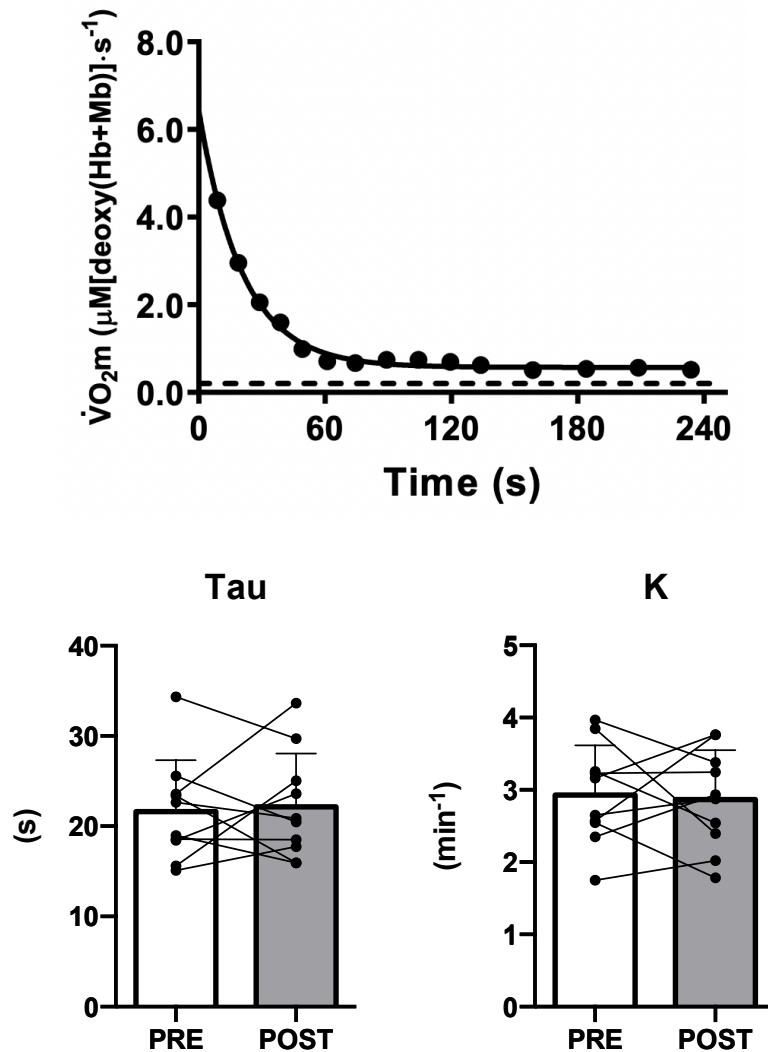 V̇O₂m (μM[deoxy(Hb+Mb)]·s⁻¹)
8.0
6.0
4.0
2.0
0.0
0 60 120 180 240
Time (s)
Tau
(s)
40
30
20
10
0
PRE POST
K
(min⁻¹)
5
4
3
2
1
0
PRE POST